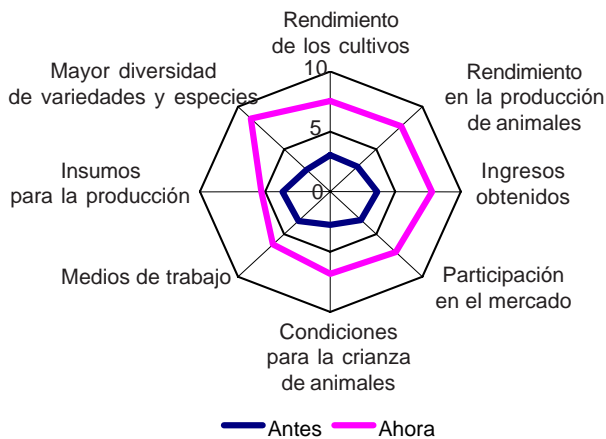 Rendimiento
de los cultivos
10
Mayor diversidad
de variedades y especies
Rendimiento
en la producción
de animales
5
Insumos
para la producción
0
Ingresos
obtenidos
Medios de trabajo
Participación
en el mercado
Condiciones
para la crianza
de animales
Antes
Ahora